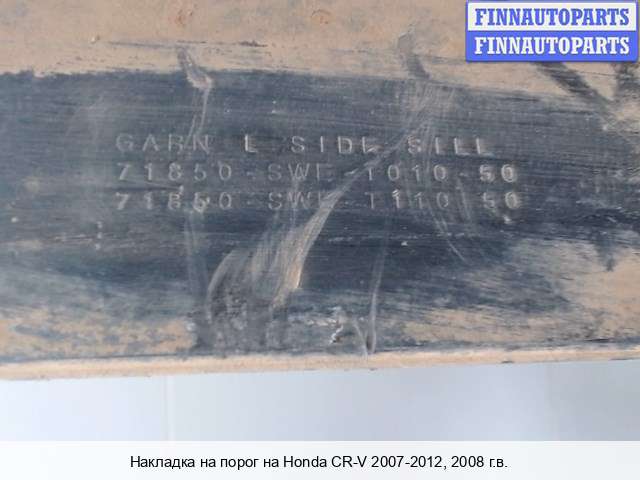 FINNAUTOPARTS
FINNAUTOPARTS
GARN L SIDE SILL
71850-SWE-T010-50
71850-SWE-T110-50
Накладка на порог на Honda CR-V 2007-2012, 2008 г.в.